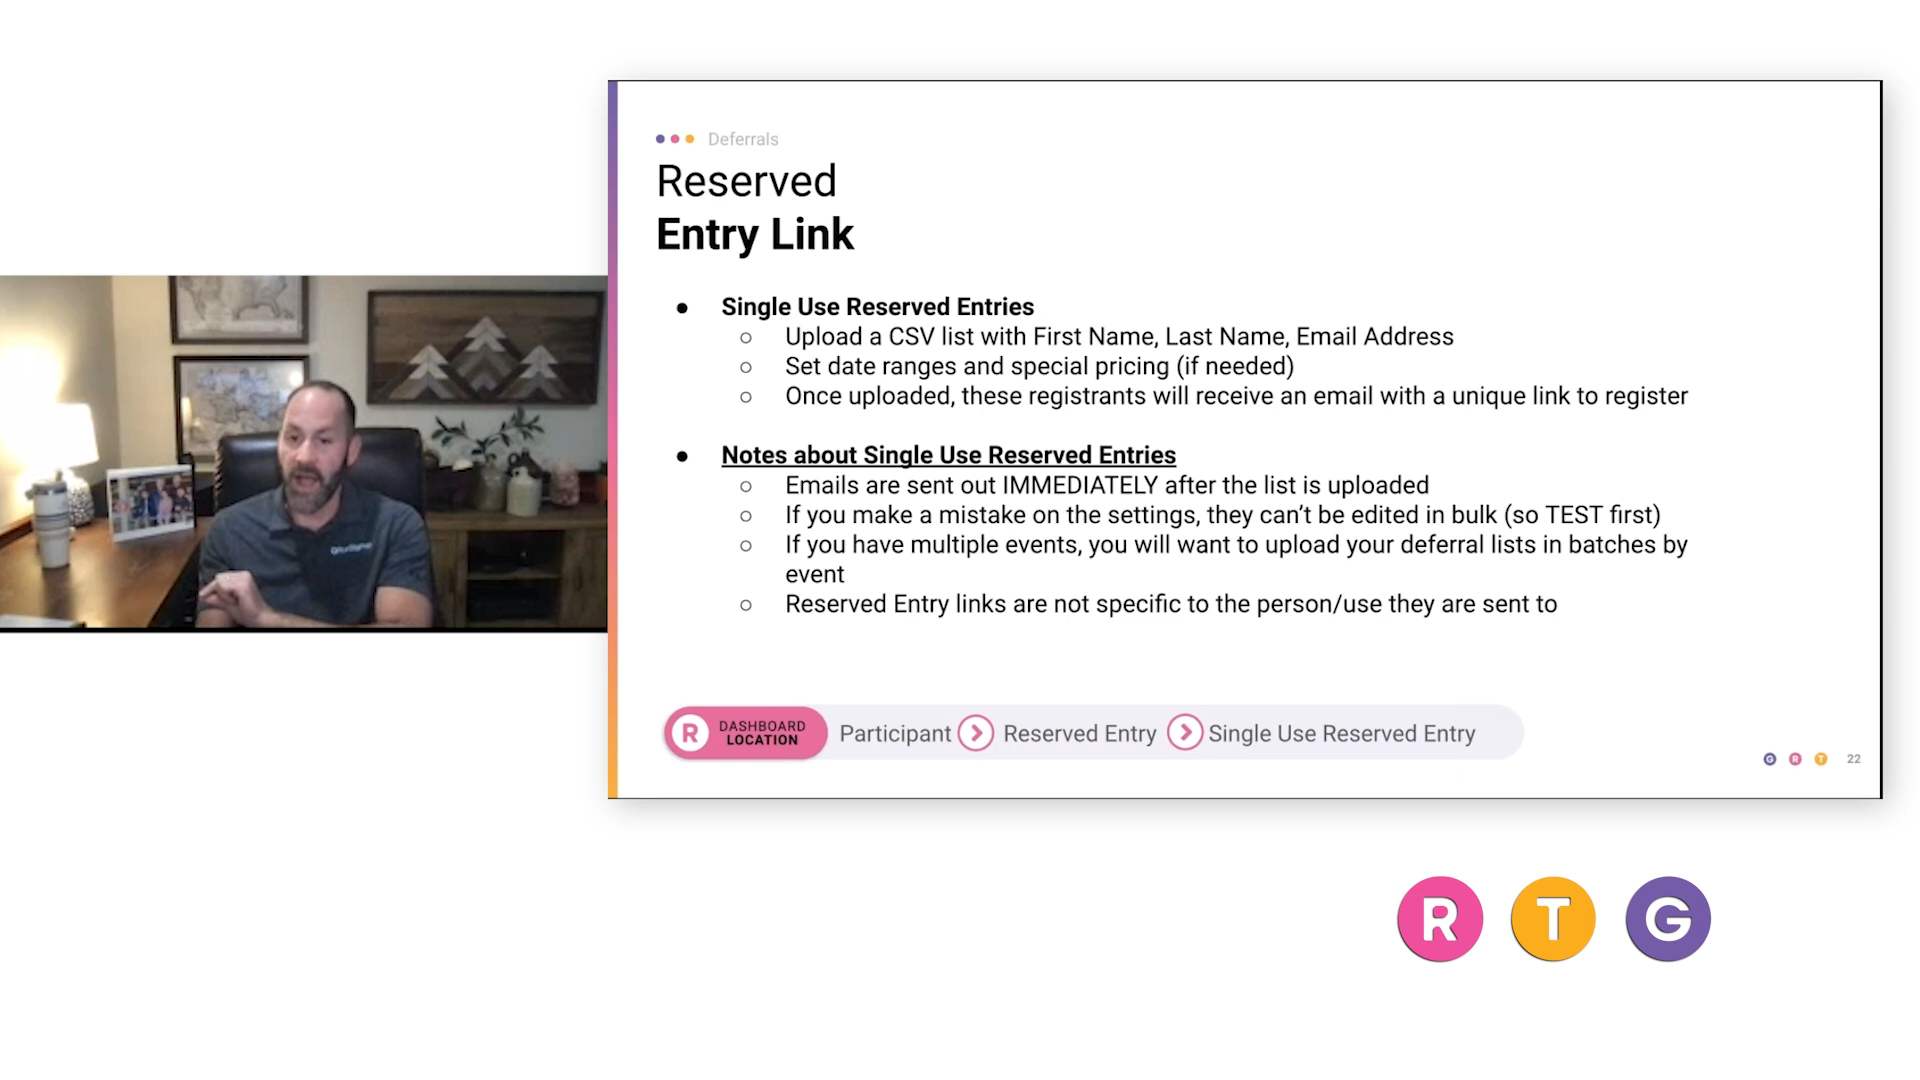 Deferrals
Reserved
Entry Link
● Single Use Reserved Entries
○ Upload a CSV list with First Name, Last Name, Email Address
○ Set date ranges and special pricing (if needed)
○ Once uploaded, these registrants will receive an email with a unique link to register
● Notes about Single Use Reserved Entries
○ Emails are sent out IMMEDIATELY after the list is uploaded
○ If you make a mistake on the settings, they can’t be edited in bulk (so TEST first)
○ If you have multiple events, you will want to upload your deferral lists in batches by
event
○ Reserved Entry links are not specific to the person/use they are sent to
R DASHBOARD
LOCATION
Participant > Reserved Entry > Single Use Reserved Entry
G R T 22
R T G